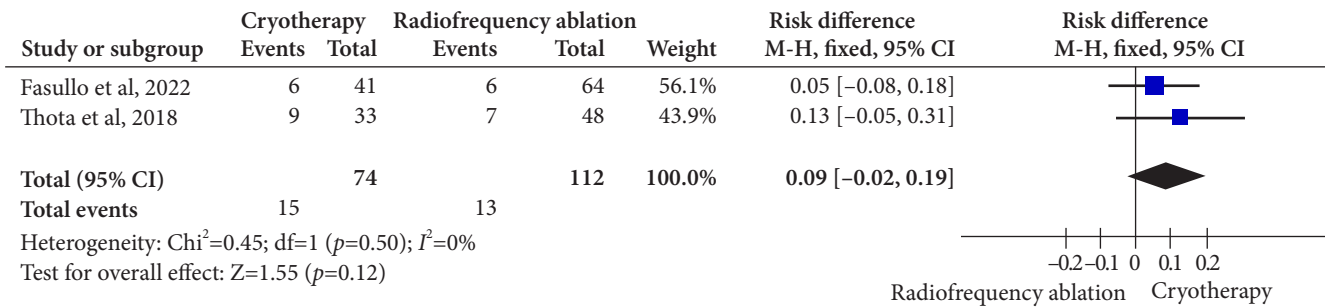 Cryotherapy Radiofrequency ablation Risk difference Risk difference
Study or subgroup Events Total Events Total Weight M-H, fixed, 95% CI M-H, fixed, 95% CI
Fasullo et al, 2022 6 41 6 64 56.1% 0.05 [–0.08, 0.18]
Thota et al, 2018 9 33 7 48 43.9% 0.13 [–0.05, 0.31]
Total (95% CI) 74 112 100.0% 0.09 [–0.02, 0.19]
Total events 15 13
Heterogeneity: Chi²=0.45; df=1 (p=0.50); I²=0%
Test for overall effect: Z=1.55 (p=0.12)
–0.2 –0.1 0 0.1 0.2
Radiofrequency ablation Cryotherapy